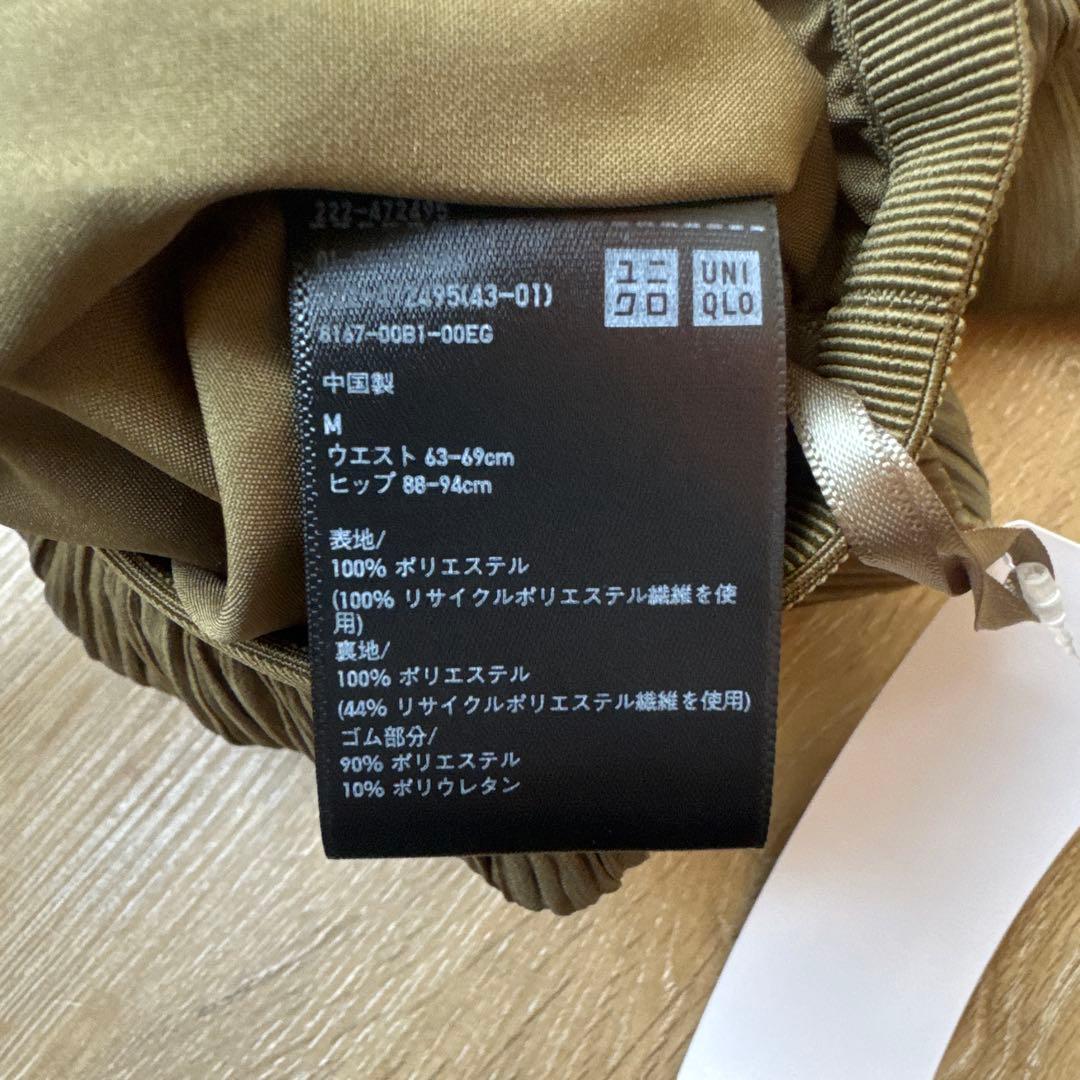 222-472495
ユニ
クロ
UNI
QLO
472495(43-01)
8167-00B1-00EG
中国製
M
ウエスト 63-69cm
ヒップ 88-94cm
表地/
100% ポリエステル
(100% リサイクルポリエステル繊維を使
用)
裏地/
100% ポリエステル
(44% リサイクルポリエステル繊維を使用)
ゴム部分/
90% ポリエステル
10% ポリウレタン